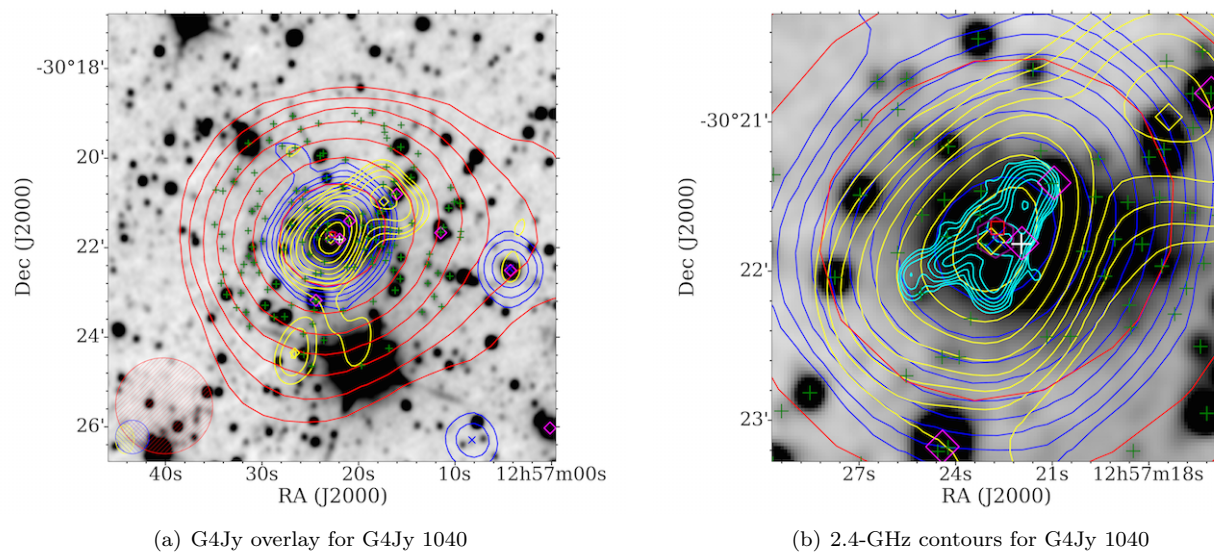 -30°18'
20'
22'
24'
26'
Dec (J2000)
40s
30s
20s
10s
12h57m00s
RA (J2000)
(a) G4Jy overlay for G4Jy 1040
-30°21'
22'
23'
Dec (J2000)
27s
24s
21s
12h57m18s
RA (J2000)
(b) 2.4-GHz contours for G4Jy 1040